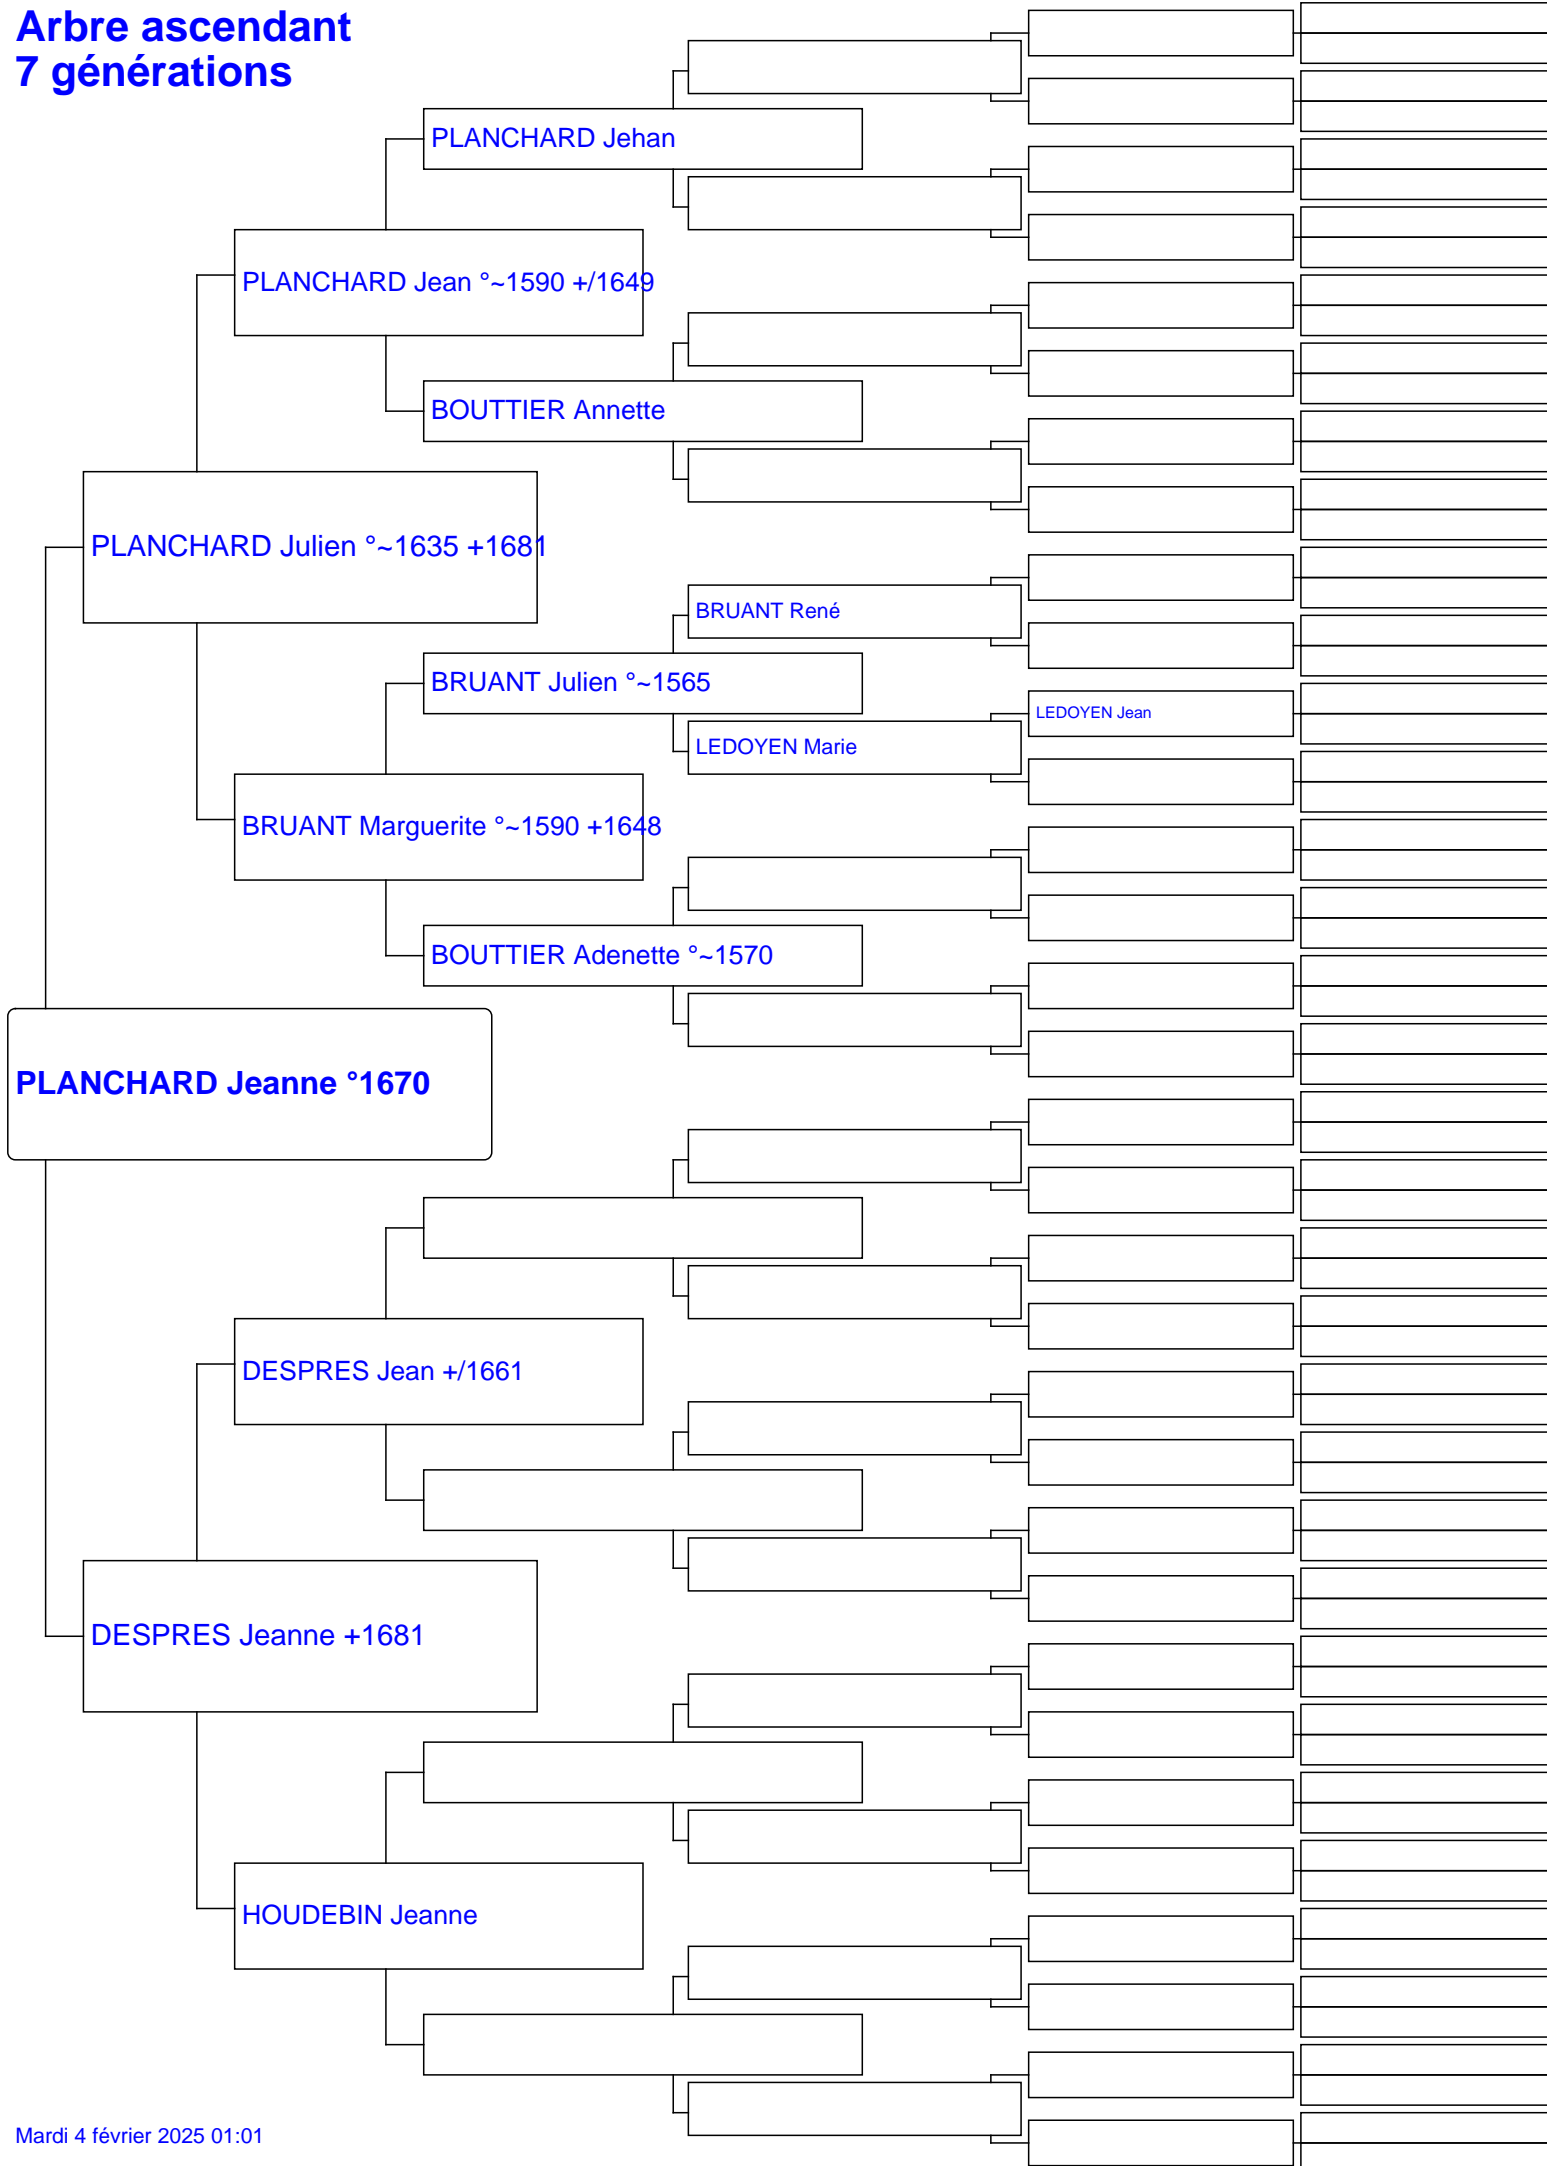 Arbre ascendant
7 générations
PLANCHARD Jehan
PLANCHARD Jean °~1590 +/1649
BOUTTIER Annette
PLANCHARD Julien °~1635 +1681
BRUANT René
BRUANT Julien °~1565
LEDOYEN Jean
LEDOYEN Marie
BRUANT Marguerite °~1590 +1648
BOUTTIER Adenette °~1570
PLANCHARD Jeanne °1670
DESPRES Jean +/1661
DESPRES Jeanne +1681
HOUDEBIN Jeanne
Mardi 4 février 2025 01:01